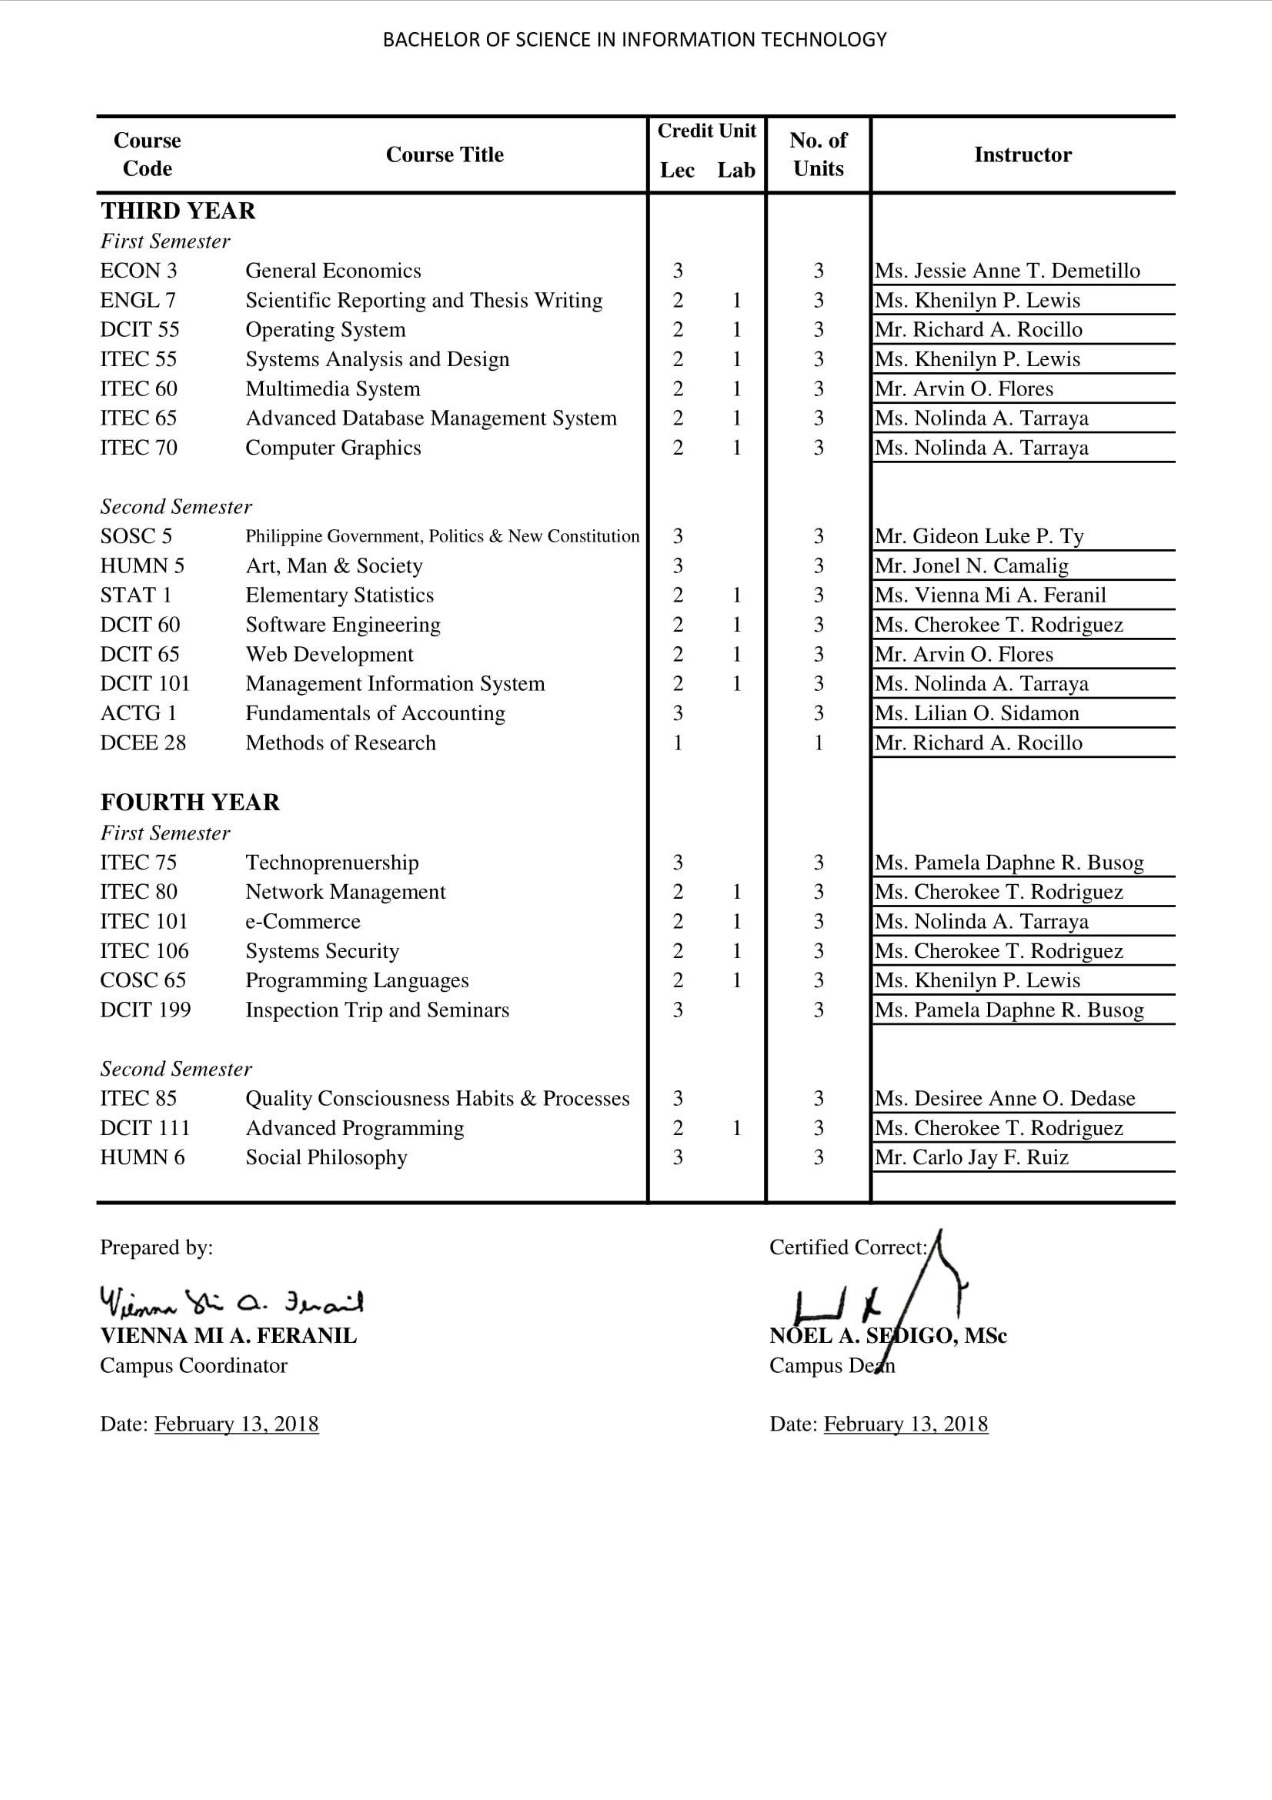 BACHELOR OF SCIENCE IN INFORMATION TECHNOLOGY
Course Code Course Title Credit Unit Lec Lab No. of Units Instructor
THIRD YEAR
First Semester
ECON 3 General Economics 3 3 Ms. Jessie Anne T. Demetillo
ENGL 7 Scientific Reporting and Thesis Writing 2 1 3 Ms. Khenilyn P. Lewis
DCIT 55 Operating System 2 1 3 Mr. Richard A. Rocillo
ITEC 55 Systems Analysis and Design 2 1 3 Ms. Khenilyn P. Lewis
ITEC 60 Multimedia System 2 1 3 Mr. Arvin O. Flores
ITEC 65 Advanced Database Management System 2 1 3 Ms. Nolinda A. Tarraya
ITEC 70 Computer Graphics 2 1 3 Ms. Nolinda A. Tarraya
Second Semester
SOSC 5 Philippine Government, Politics & New Constitution 3 3 Mr. Gideon Luke P. Ty
HUMN 5 Art, Man & Society 3 3 Mr. Jonel N. Camalig
STAT 1 Elementary Statistics 2 1 3 Ms. Vienna Mi A. Feranil
DCIT 60 Software Engineering 2 1 3 Ms. Cherokee T. Rodriguez
DCIT 65 Web Development 2 1 3 Mr. Arvin O. Flores
DCIT 101 Management Information System 2 1 3 Ms. Nolinda A. Tarraya
ACTG 1 Fundamentals of Accounting 3 3 Ms. Lilian O. Sidamon
DCEE 28 Methods of Research 1 1 Mr. Richard A. Rocillo
FOURTH YEAR
First Semester
ITEC 75 Technoprenuership 3 3 Ms. Pamela Daphne R. Busog
ITEC 80 Network Management 2 1 3 Ms. Cherokee T. Rodriguez
ITEC 101 e-Commerce 2 1 3 Ms. Nolinda A. Tarraya
ITEC 106 Systems Security 2 1 3 Ms. Cherokee T. Rodriguez
COSC 65 Programming Languages 2 1 3 Ms. Khenilyn P. Lewis
DCIT 199 Inspection Trip and Seminars 3 3 Ms. Pamela Daphne R. Busog
Second Semester
ITEC 85 Quality Consciousness Habits & Processes 3 3 Ms. Desiree Anne O. Dedase
DCIT 111 Advanced Programming 2 1 3 Ms. Cherokee T. Rodriguez
HUMN 6 Social Philosophy 3 3 Mr. Carlo Jay F. Ruiz
Prepared by: Certified Correct:
Vienna Mi A. Feranil
VIENNA MI A. FERANIL NOEL A. SEDIGO, MSc
Campus Coordinator Campus Dean
Date: February 13, 2018 Date: February 13, 2018